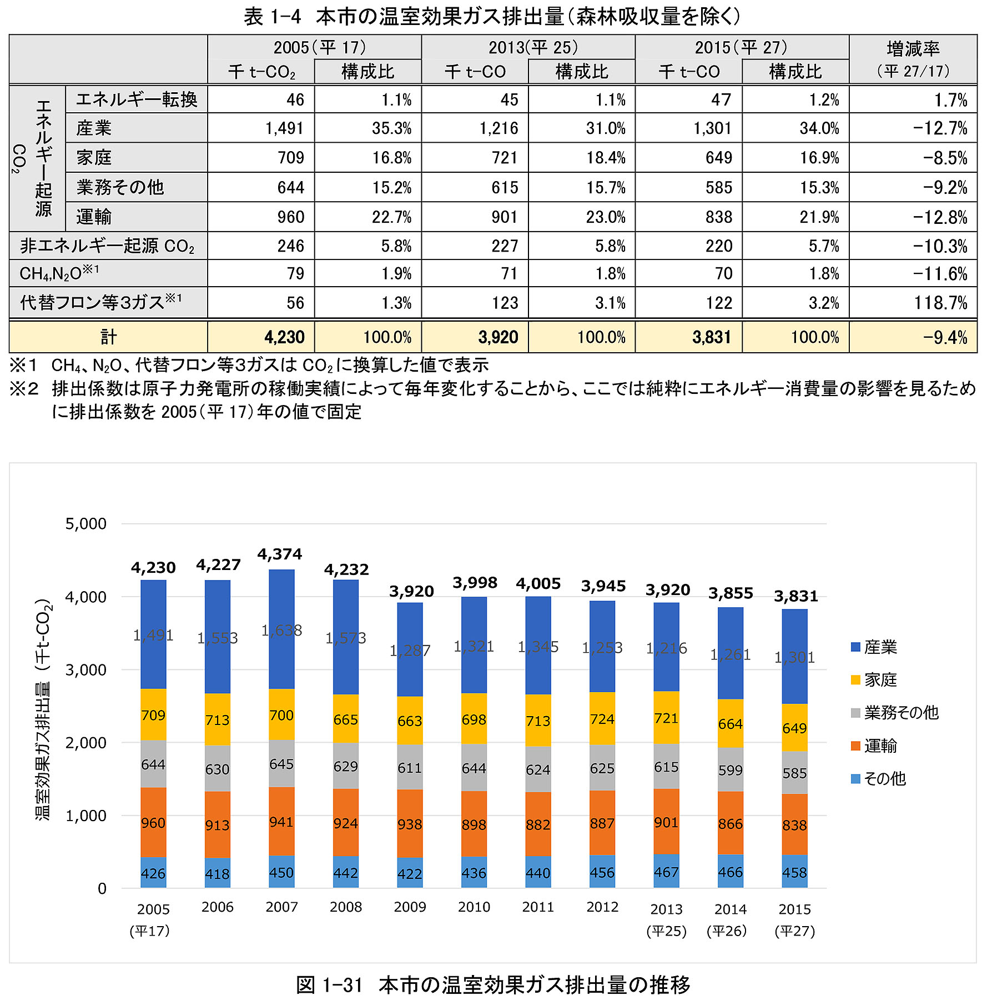 表 1-4 本市の温室効果ガス排出量（森林吸収量を除く）
2005（平 17） 2013(平 25) 2015（平 27） 増減率（平 27/17）
千 t-CO₂ 構成比 千 t-CO 構成比 千 t-CO 構成比
エネルギー起源CO₂
エネルギー転換 46 1.1% 45 1.1% 47 1.2% 1.7%
産業 1,491 35.3% 1,216 31.0% 1,301 34.0% -12.7%
家庭 709 16.8% 721 18.4% 649 16.9% -8.5%
業務その他 644 15.2% 615 15.7% 585 15.3% -9.2%
運輸 960 22.7% 901 23.0% 838 21.9% -12.8%
非エネルギー起源 CO₂ 246 5.8% 227 5.8% 220 5.7% -10.3%
CH₄,N₂O※1 79 1.9% 71 1.8% 70 1.8% -11.6%
代替フロン等３ガス※1 56 1.3% 123 3.1% 122 3.2% 118.7%
計 4,230 100.0% 3,920 100.0% 3,831 100.0% -9.4%
※１ CH₄、N₂O、代替フロン等３ガスは CO₂に換算した値で表示
※２ 排出係数は原子力発電所の稼働実績によって毎年変化することから、ここでは純粋にエネルギー消費量の影響を見るため
に排出係数を 2005（平 17）年の値で固定
温室効果ガス排出量（千t-CO₂）
5,000
4,000
3,000
2,000
1,000
0
4,230 4,227 4,374 4,232 3,920 3,998 4,005 3,945 3,920 3,855 3,831
1,491 1,553 1,638 1,573 1,287 1,321 1,345 1,253 1,216 1,261 1,301
709 713 700 665 663 698 713 724 721 664 649
644 630 645 629 611 644 624 625 615 599 585
960 913 941 924 938 898 882 887 901 866 838
426 418 450 442 422 436 440 456 467 466 458
2005 2006 2007 2008 2009 2010 2011 2012 2013 2014 2015
(平17) (平25) (平26) (平27)
産業
家庭
業務その他
運輸
その他
図 1-31 本市の温室効果ガス排出量の推移